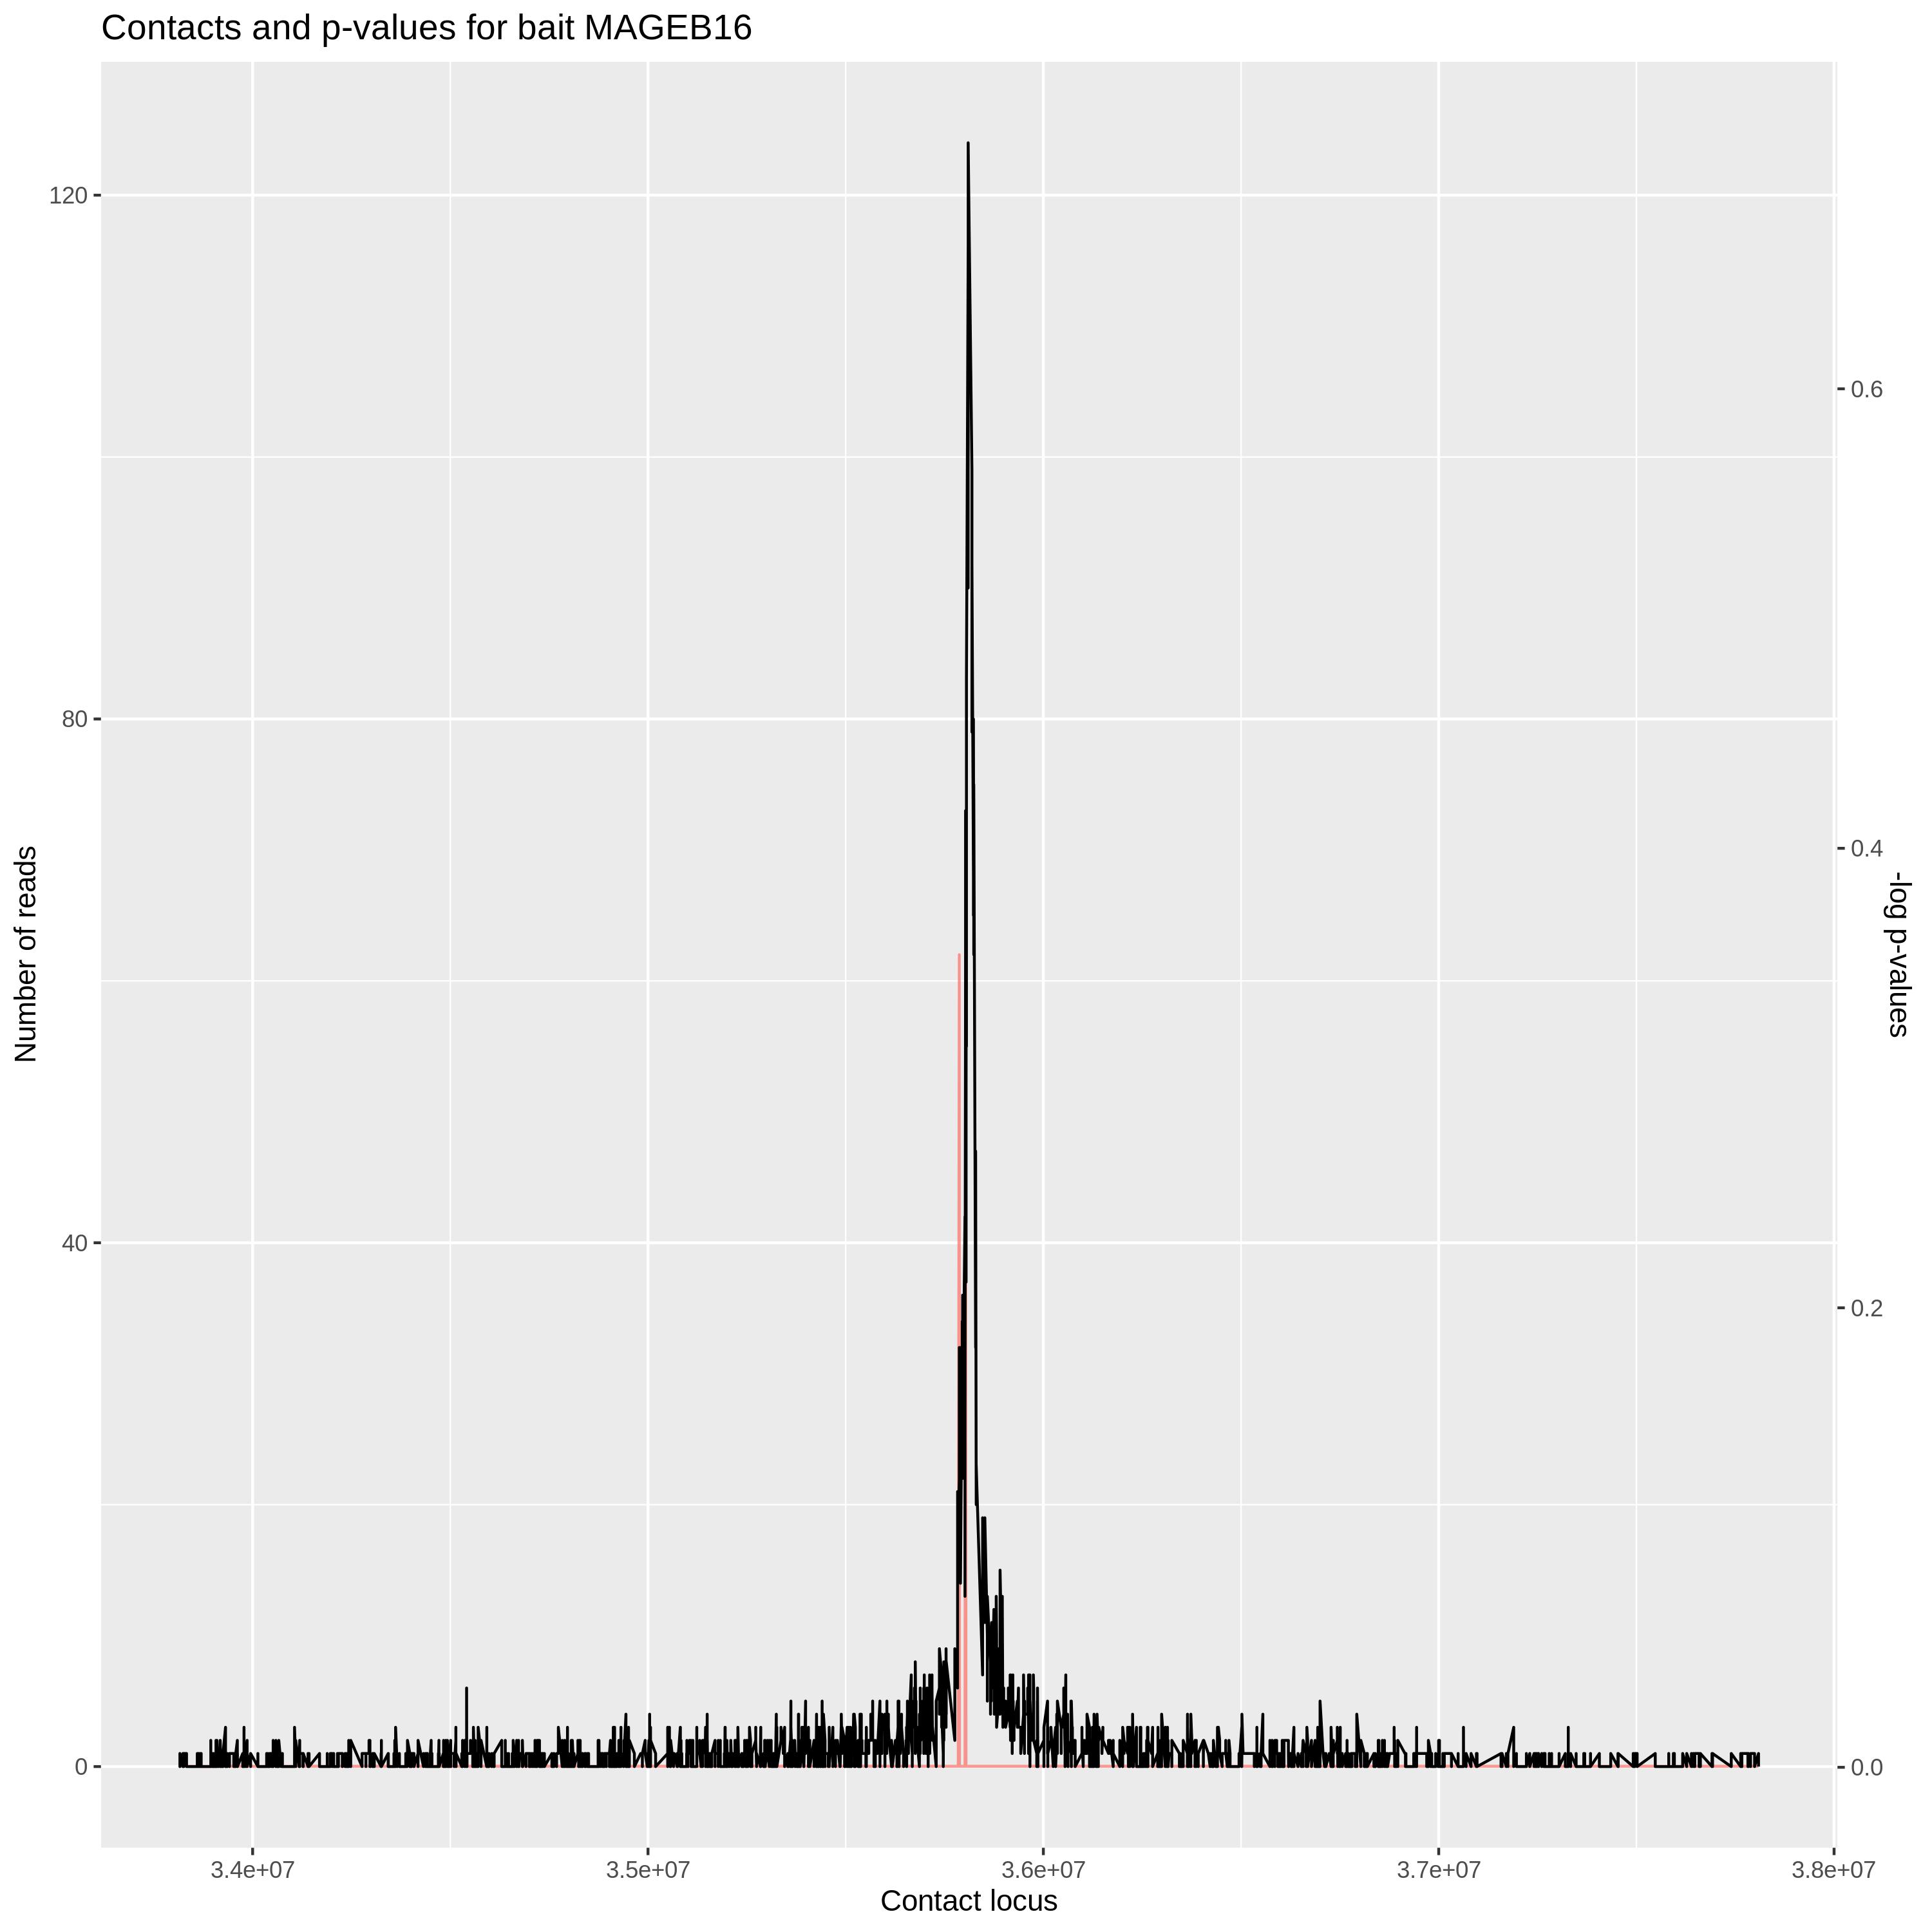 Contacts and p-values for bait MAGEB16
120
80
40
0
0.6
0.4
0.2
0.0
Number of reads
-log p-values
3.4e+07 3.5e+07 3.6e+07 3.7e+07 3.8e+07
Contact locus